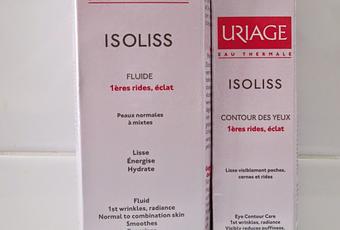 ISOLISS
FLUIDE
1ères rides, éclat
Peaux normales
à mixtes
Lisse
Énergise
Hydrate
Fluid
1st wrinkles, radiance
Normal to combination skin
Smoothes
URIAGE
EAU THERMALE
ISOLISS
CONTOUR DES YEUX
1ères rides, éclat
Lisse visiblement poches,
cernes et rides
Eye Contour Care
1st wrinkles, radiance
Visibly reduces puffiness,